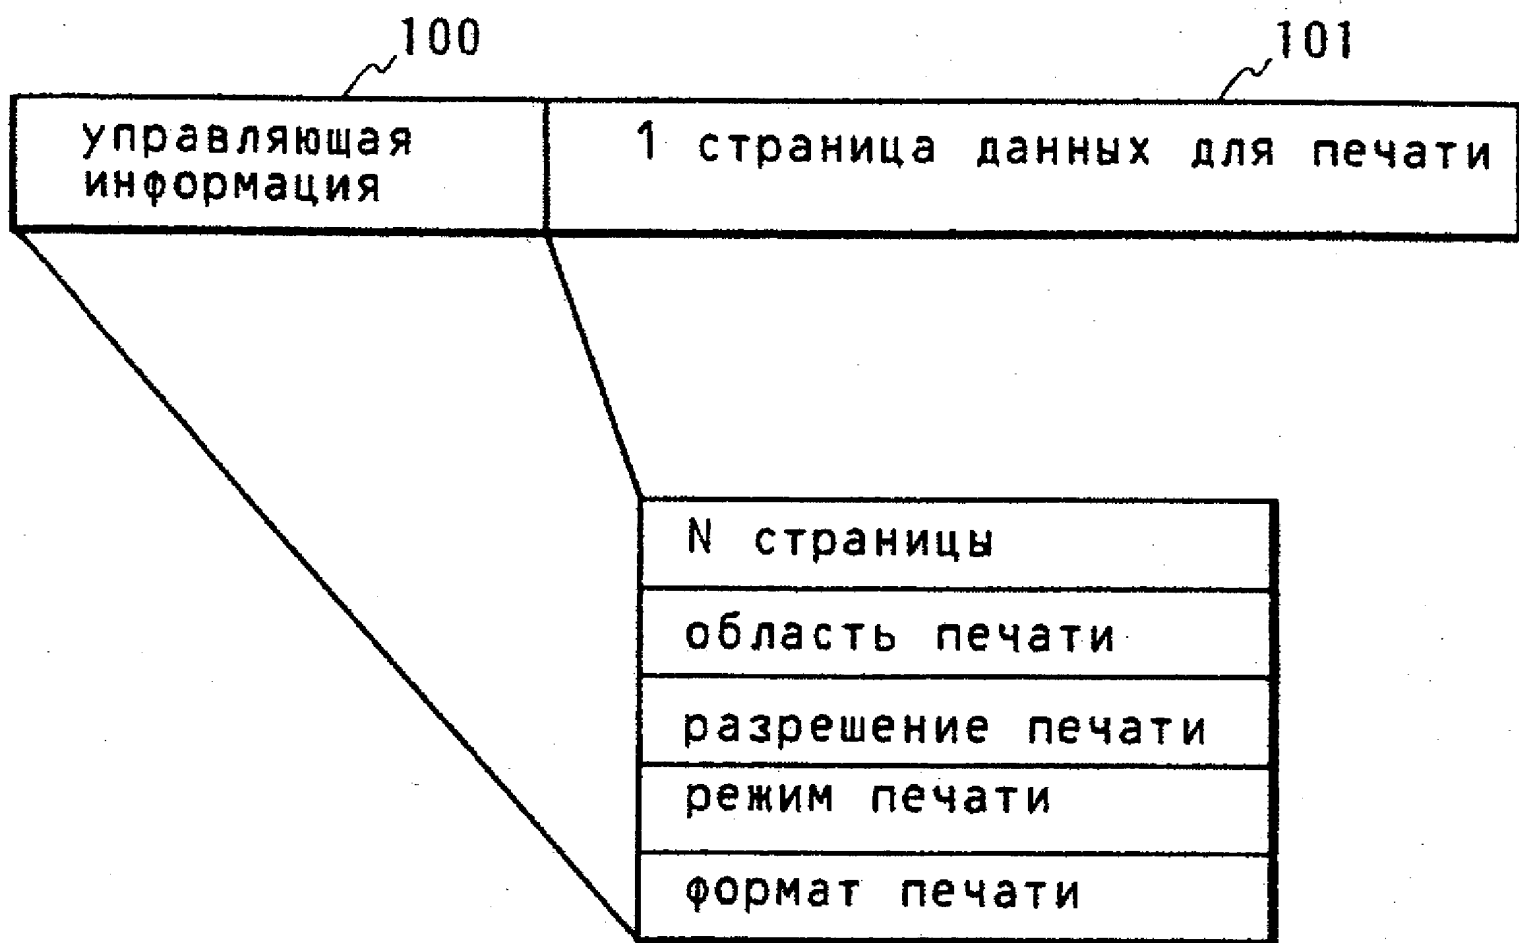 100
101
управляющая
информация
1 страница данных для печати
N страницы
область печати
разрешение печати
режим печати
формат печати